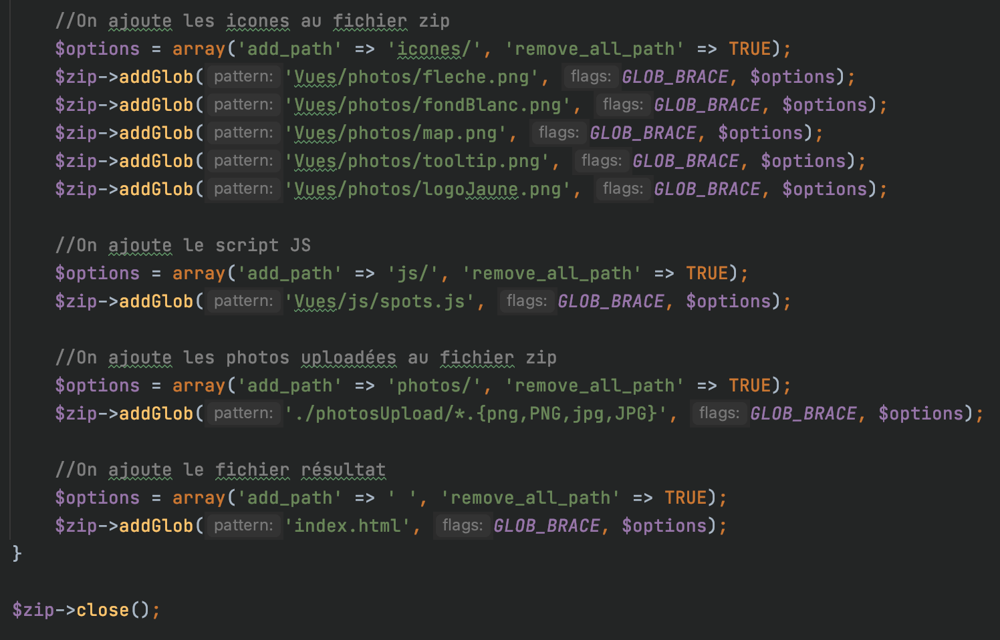 //On ajoute les icones au fichier zip
$options = array('add_path' => 'icones/', 'remove_all_path' => TRUE);
$zip->addGlob( pattern: 'Vues/photos/fleche.png', flags: GLOB_BRACE, $options);
$zip->addGlob( pattern: 'Vues/photos/fondBlanc.png', flags: GLOB_BRACE, $options);
$zip->addGlob( pattern: 'Vues/photos/map.png', flags: GLOB_BRACE, $options);
$zip->addGlob( pattern: 'Vues/photos/tooltip.png', flags: GLOB_BRACE, $options);
$zip->addGlob( pattern: 'Vues/photos/logoJaune.png', flags: GLOB_BRACE, $options);
//On ajoute le script JS
$options = array('add_path' => 'js/', 'remove_all_path' => TRUE);
$zip->addGlob( pattern: 'Vues/js/spots.js', flags: GLOB_BRACE, $options);
//On ajoute les photos uploadées au fichier zip
$options = array('add_path' => 'photos/', 'remove_all_path' => TRUE);
$zip->addGlob( pattern: './photosUpload/*.{png,PNG,jpg,JPG}', flags: GLOB_BRACE, $options);
//On ajoute le fichier résultat
$options = array('add_path' => ' ', 'remove_all_path' => TRUE);
$zip->addGlob( pattern: 'index.html', flags: GLOB_BRACE, $options);
}
$zip->close();